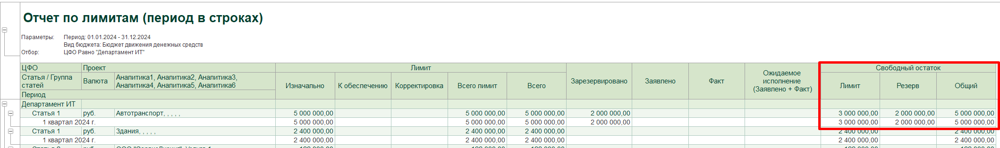 Отчет по лимитам (период в строках)
Параметры: Период: 01.01.2024 - 31.12.2024
Вид бюджета: Бюджет движения денежных средств
Отбор: ЦФО Равно "Департамент ИТ"
ЦФО Проект Лимит Зарезервировано Заявлено Факт Ожидаемое исполнение (Заявлено + Факт) Свободный остаток
Статья / Группа статей Валюта Аналитика1, Аналитика2, Аналитика3, Аналитика4, Аналитика5, Аналитика6 Изначально К обеспечению Корректировка Всего лимит Всего Лимит Резерв Общий
Период
Департамент ИТ
Статья 1 руб. Автотранспорт, , , , , 5 000 000,00 5 000 000,00 5 000 000,00 2 000 000,00 3 000 000,00 2 000 000,00 5 000 000,00
1 квартал 2024 г. 5 000 000,00 5 000 000,00 5 000 000,00 2 000 000,00 3 000 000,00 2 000 000,00 5 000 000,00
Статья 1 руб. Здания, , , , , 2 400 000,00 2 400 000,00 2 400 000,00 2 400 000,00 2 400 000,00
1 квартал 2024 г. 2 400 000,00 2 400 000,00 2 400 000,00 2 400 000,00 2 400 000,00